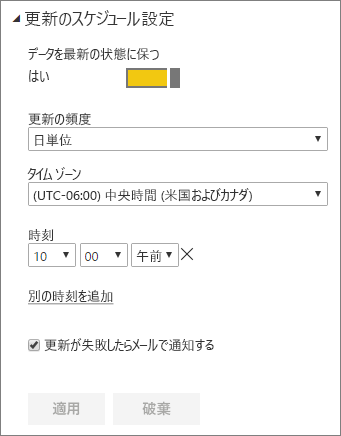 更新のスケジュール設定
データを最新の状態に保つ
はい
更新の頻度
日単位
タイム ゾーン
(UTC-06:00) 中央時間 (米国およびカナダ)
時刻
10 00 午前
別の時刻を追加
更新が失敗したらメールで通知する
適用 破棄